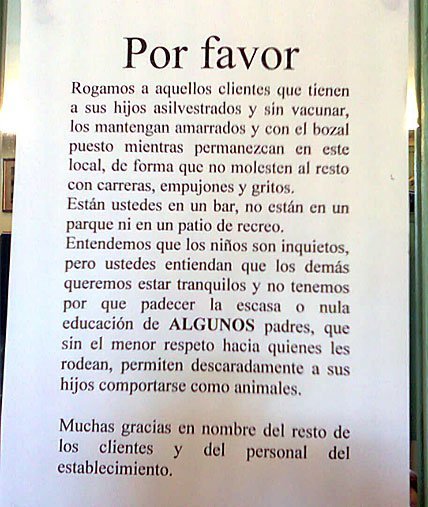 Por favor
Rogamos a aquellos clientes que tienen
a sus hijos asilvestrados y sin vacunar,
los mantengan amarrados y con el bozal
puesto mientras permanezcan en este
local, de forma que no molesten al resto
con carreras, empujones y gritos.
Están ustedes en un bar, no están en un
parque ni en un patio de recreo.
Entendemos que los niños son inquietos,
pero ustedes entiendan que los demás
queremos estar tranquilos y no tenemos
por que padecer la escasa o nula
educación de ALGUNOS padres, que
sin el menor respeto hacia quienes les
rodean, permiten descaradamente a sus
hijos comportarse como animales.
Muchas gracias en nombre del resto de
los clientes y del personal del
establecimiento.